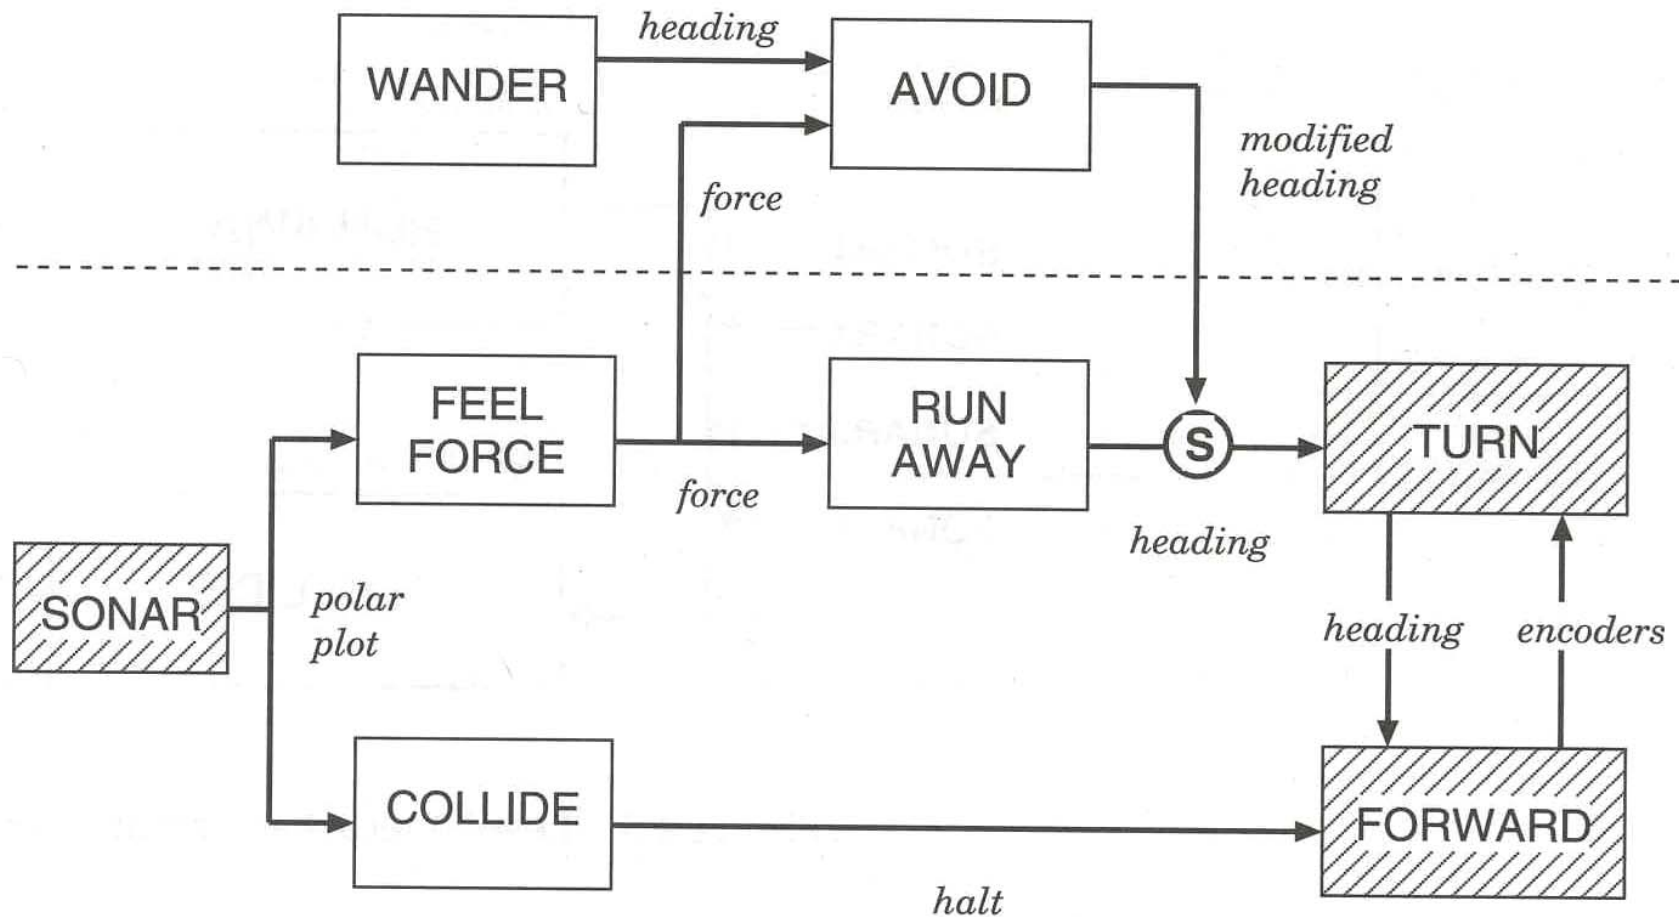 heading
WANDER
AVOID
modified
heading
force
FEEL
FORCE
RUN
AWAY
S
TURN
force
heading
SONAR
polar
plot
heading
encoders
COLLIDE
FORWARD
halt